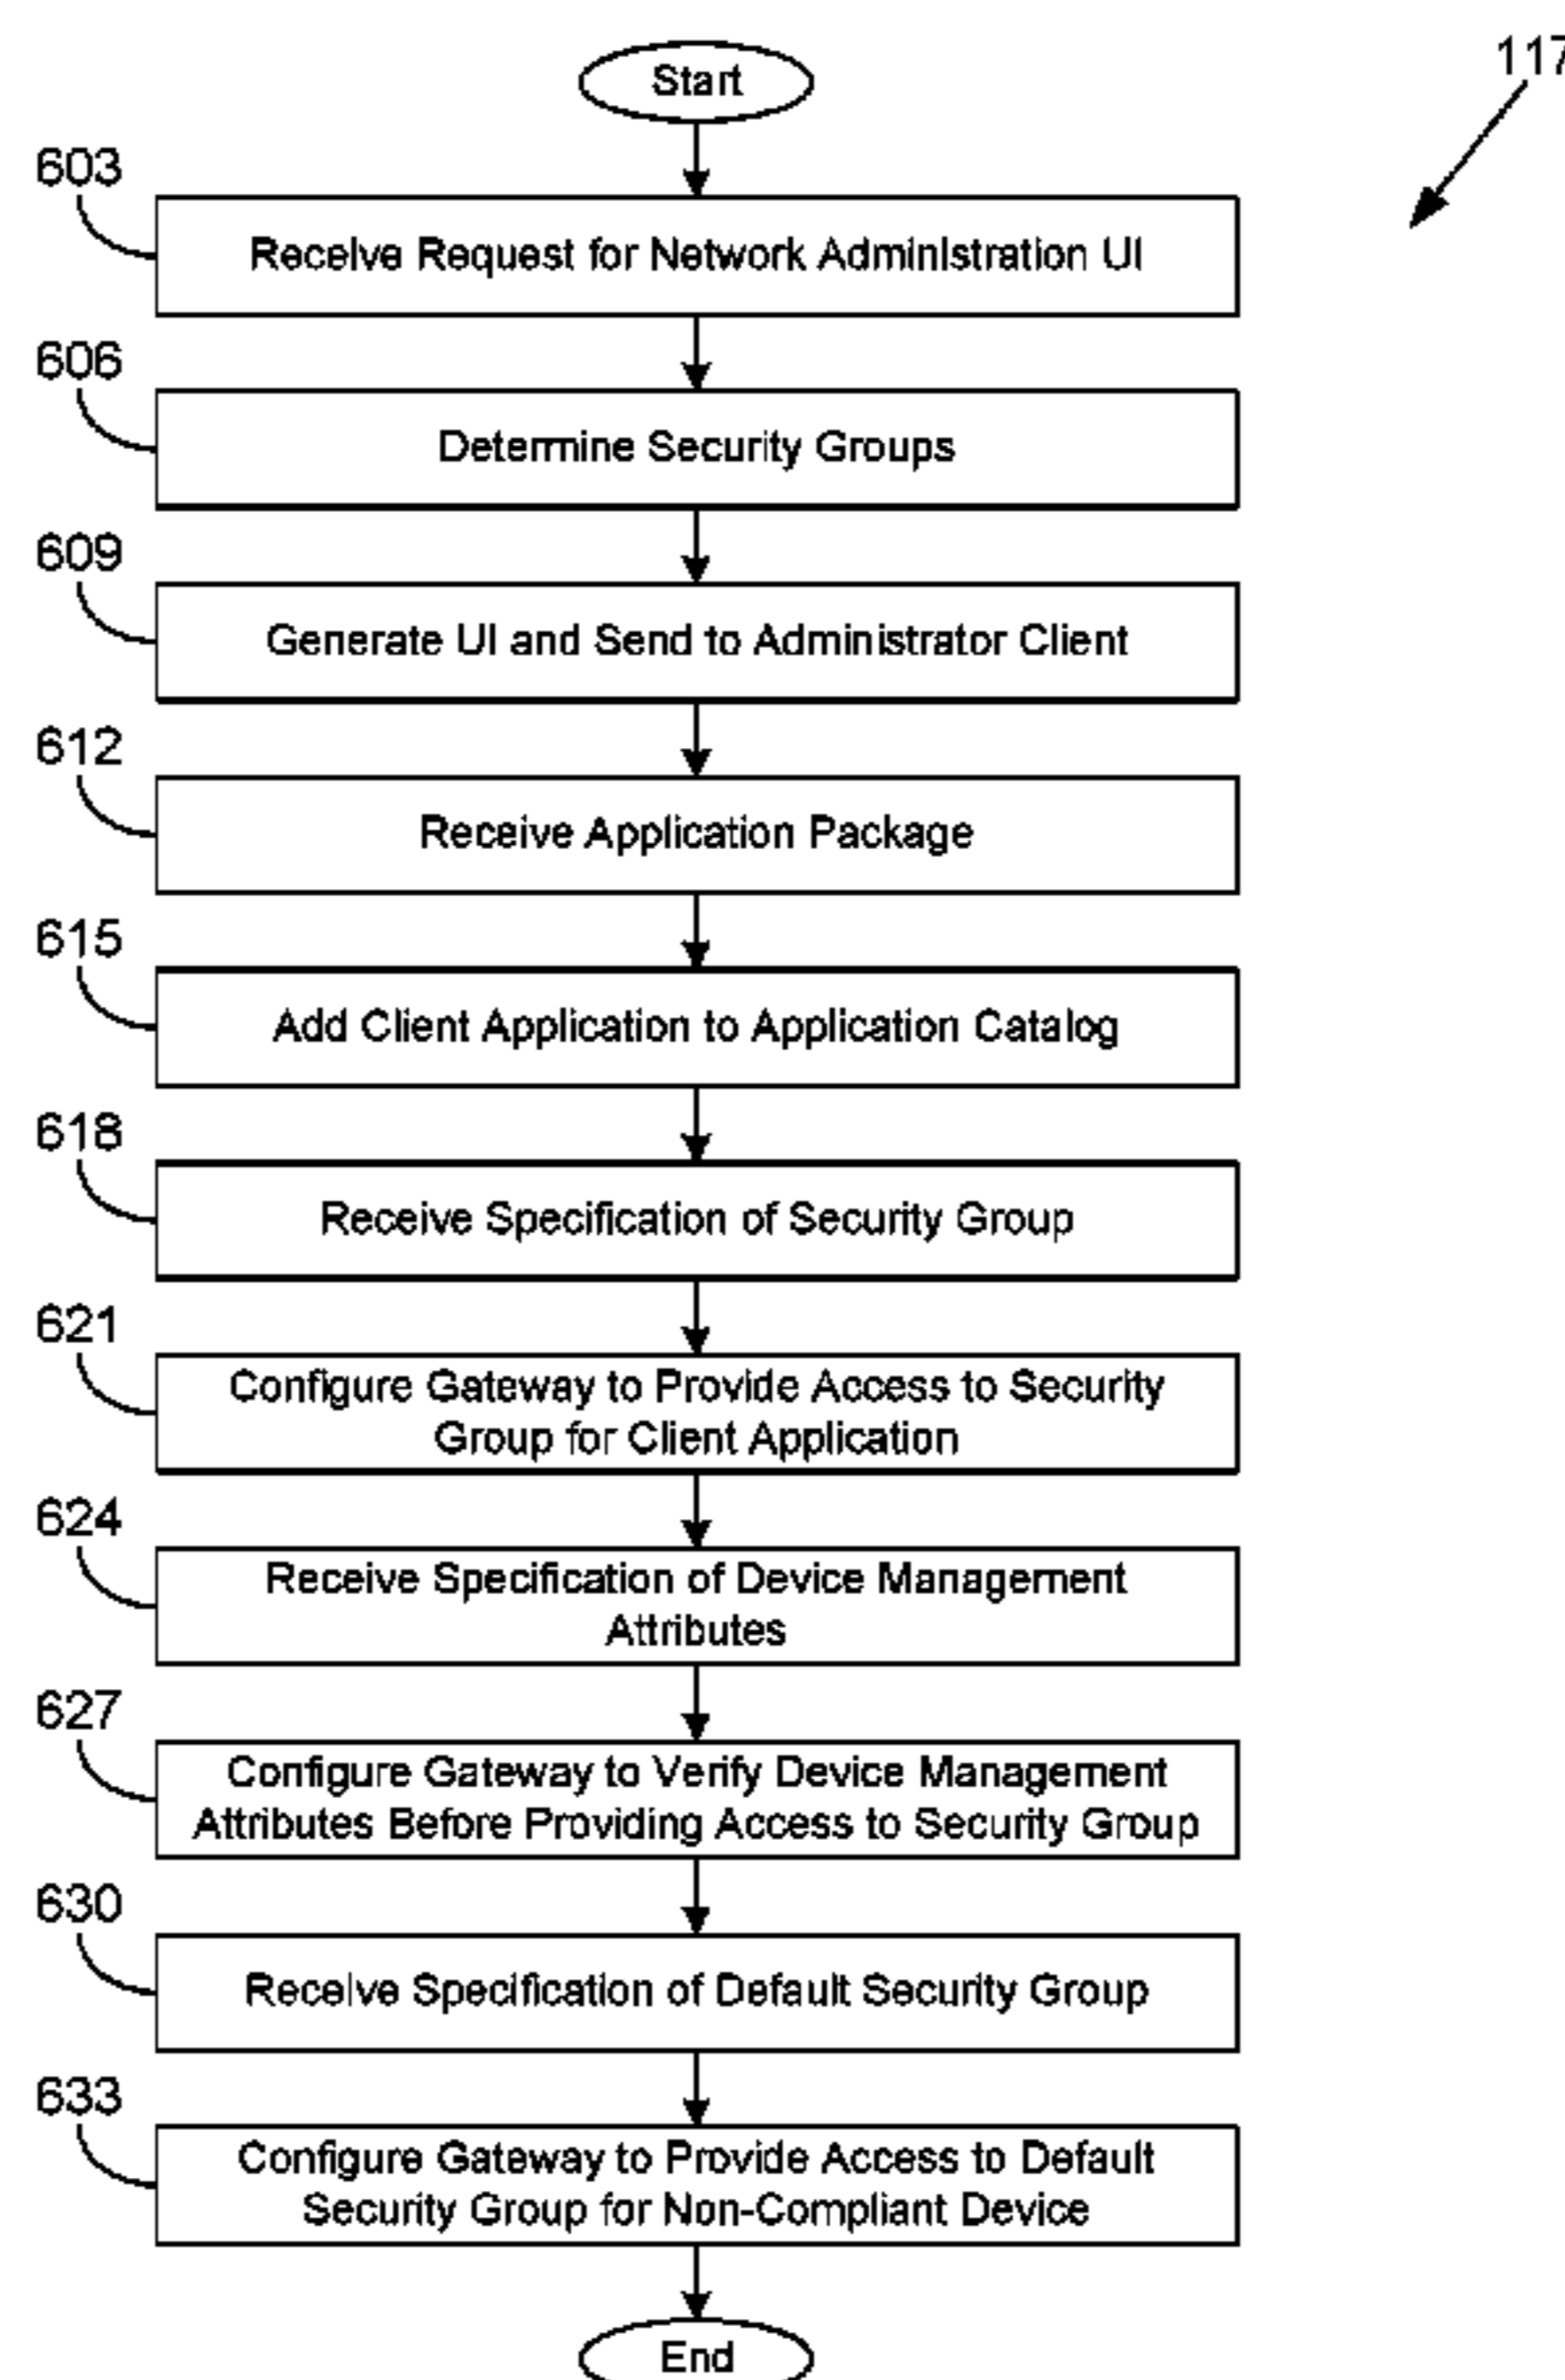 Start
117
603
Receive Request for Network Administration UI
606
Determine Security Groups
609
Generate UI and Send to Administrator Client
612
Receive Application Package
615
Add Client Application to Application Catalog
618
Receive Specification of Security Group
621
Configure Gateway to Provide Access to Security
Group for Client Application
624
Receive Specification of Device Management
Attributes
627
Configure Gateway to Verify Device Management
Attributes Before Providing Access to Security Group
630
Receive Specification of Default Security Group
633
Configure Gateway to Provide Access to Default
Security Group for Non-Compliant Device
End